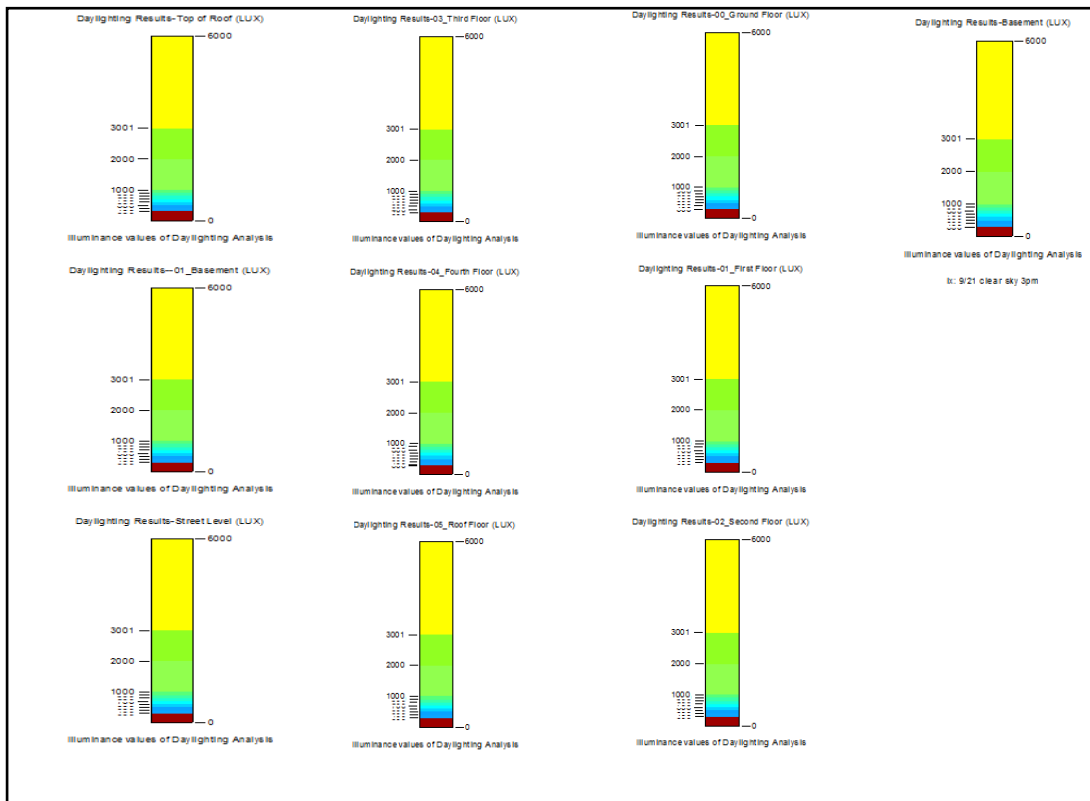 Daylighting Results-Top of Roof (LUX)
6000
3001
2000
1000
0
Illuminance values of Daylighting Analysis
Daylighting Results-03_Third Floor (LUX)
6000
3001
2000
1000
0
Illuminance values of Daylighting Analysis
Daylighting Results-00_Ground Floor (LUX)
6000
3001
2000
1000
0
Illuminance values of Daylighting Analysis
Daylighting Results-Basement (LUX)
6000
3001
2000
1000
0
Illuminance values of Daylighting Analysis
lx: 9/21 clear sky 3pm
Daylighting Results--01_Basement (LUX)
6000
3001
2000
1000
0
Illuminance values of Daylighting Analysis
Daylighting Results-04_Fourth Floor (LUX)
6000
3001
2000
1000
0
Illuminance values of Daylighting Analysis
Daylighting Results-01_First Floor (LUX)
6000
3001
2000
1000
0
Illuminance values of Daylighting Analysis
Daylighting Results-Street Level (LUX)
6000
3001
2000
1000
0
Illuminance values of Daylighting Analysis
Daylighting Results-05_Roof Floor (LUX)
6000
3001
2000
1000
0
Illuminance values of Daylighting Analysis
Daylighting Results-02_Second Floor (LUX)
6000
3001
2000
1000
0
Illuminance values of Daylighting Analysis